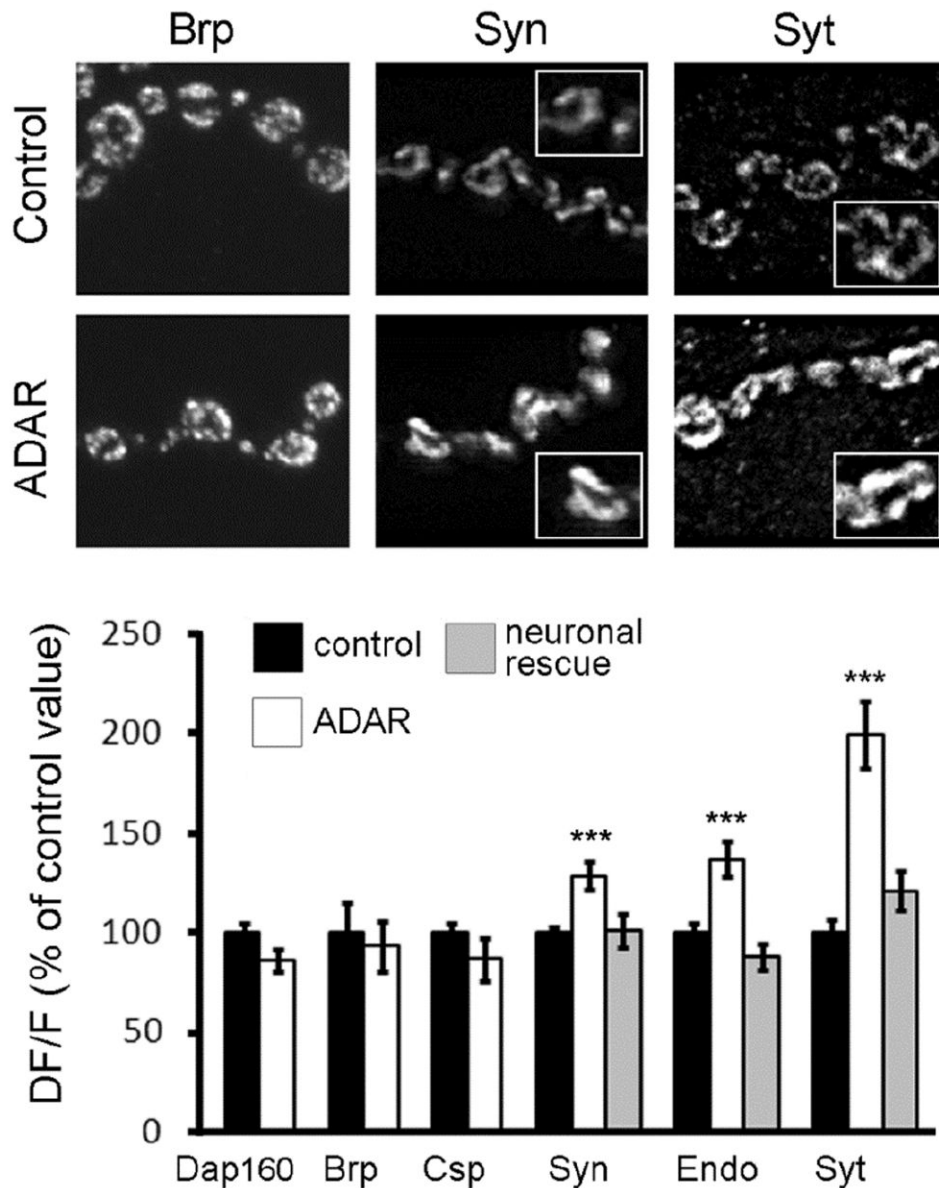 Brp Syn Syt
Control
ADAR
DF/F (% of control value)
250
200
150
100
50
0
control
neuronal
rescue
ADAR
***
***
***
Dap160 Brp Csp Syn Endo Syt